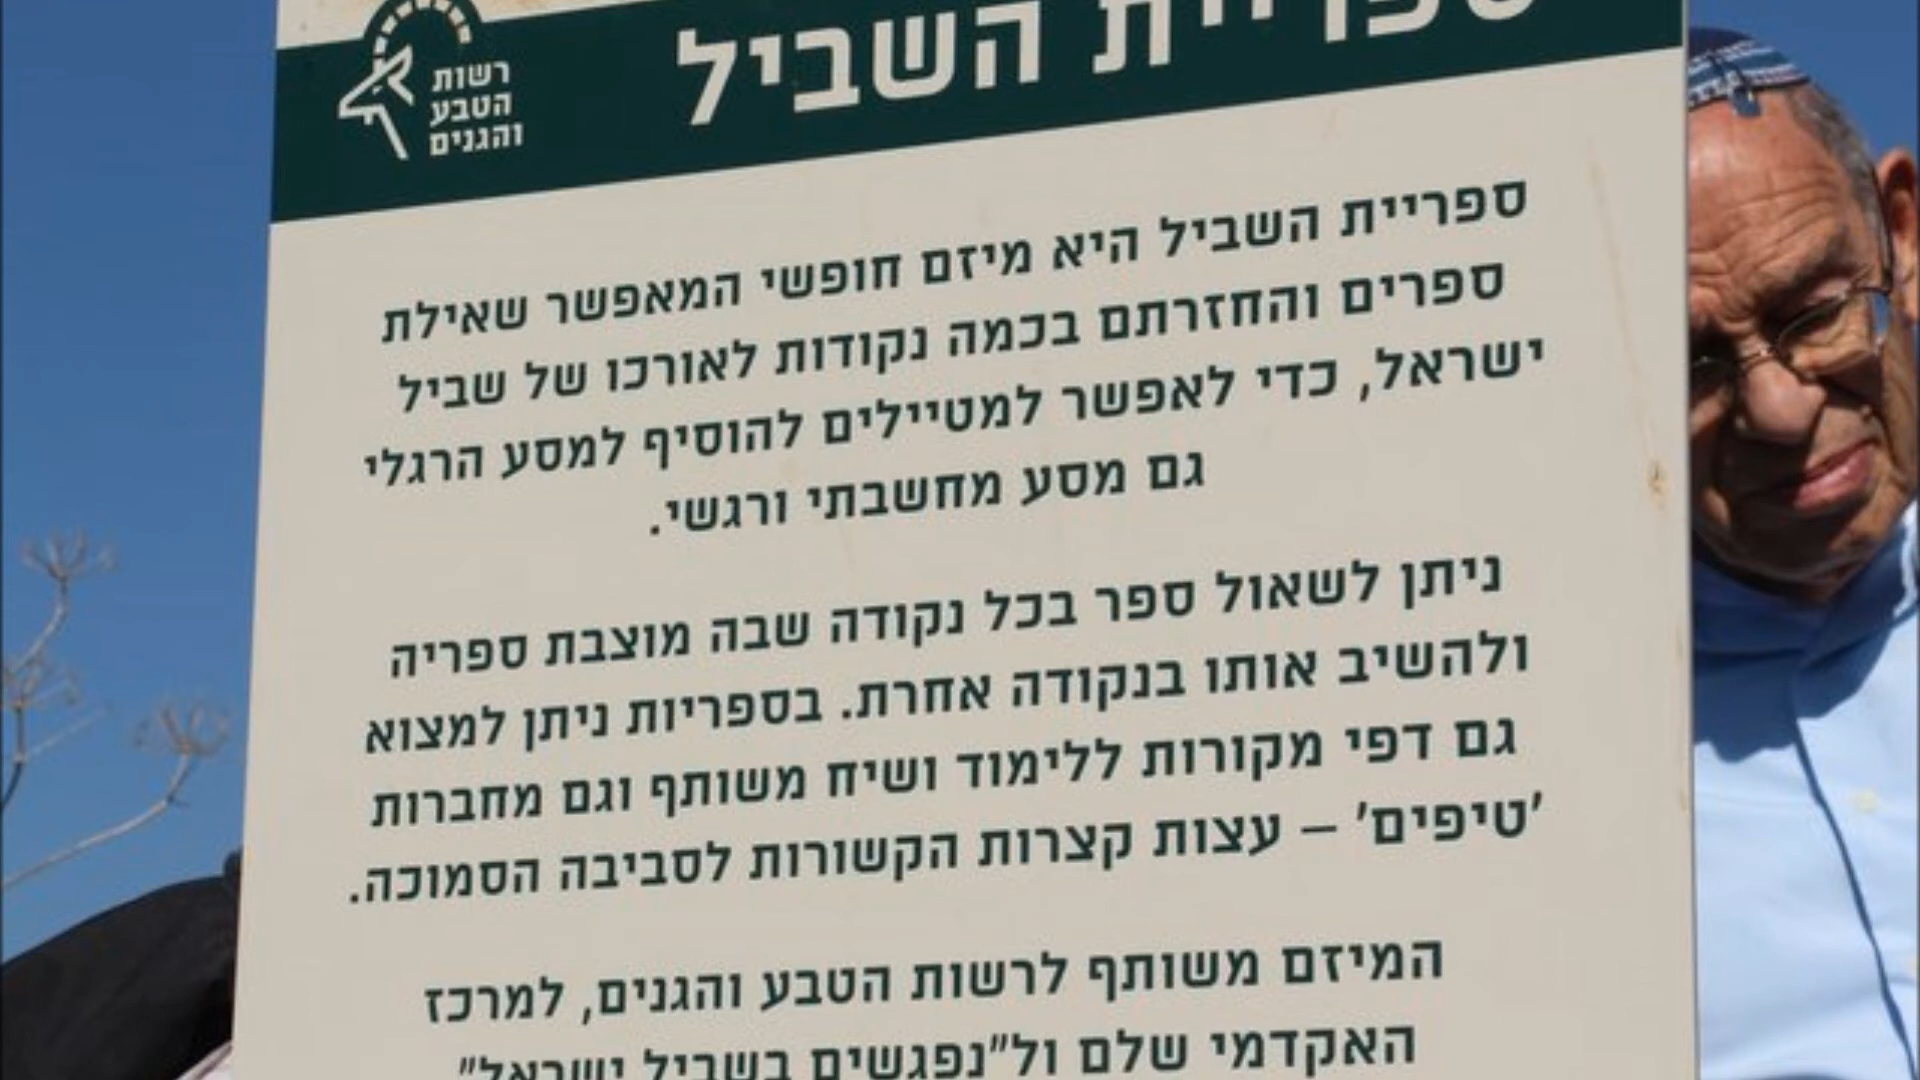 ספריית השביל
רשות
הטבע
והגנים
ספריית השביל היא מיזם חופשי המאפשר שאילת
ספרים והחזרתם בכמה נקודות לאורכו של שביל
ישראל, כדי לאפשר למטיילים להוסיף למסע הרגלי
גם מסע מחשבתי ורגשי.
ניתן לשאול ספר בכל נקודה שבה מוצבת ספריה
ולהשיב אותו בנקודה אחרת. בספריות ניתן למצוא
גם דפי מקורות ללימוד ושיח משותף וגם מחברות
'טיפים' – עצות קצרות הקשורות לסביבה הסמוכה.
המיזם משותף לרשות הטבע והגנים, למרכז
האקדמי שלם ול"נפגשים בשביל ישראל"